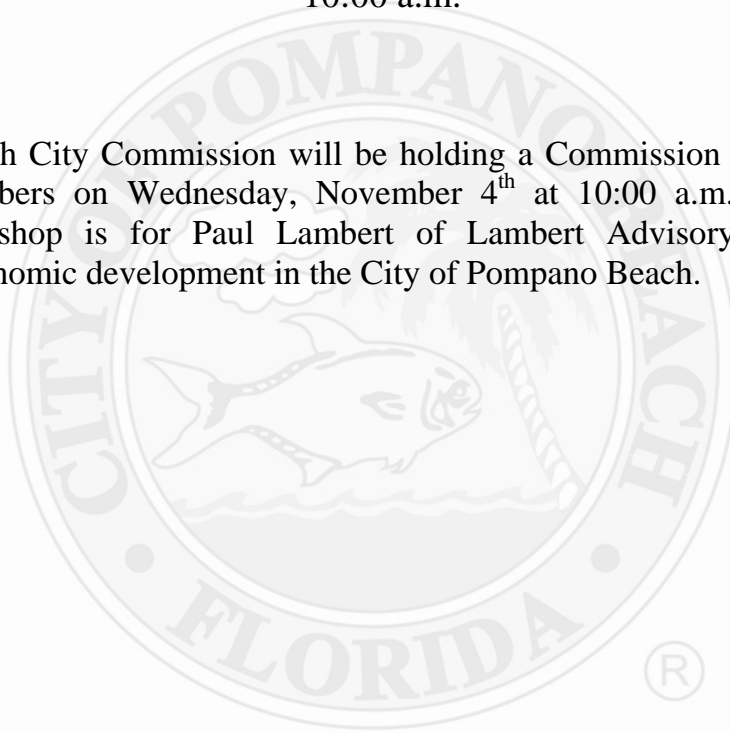 10:00 a.m.
h City Commission will be holding a Commission
bers on Wednesday, November 4th at 10:00 a.m.
shop is for Paul Lambert of Lambert Advisory
nomic development in the City of Pompano Beach.
CITY OF POMPANO BEACH
• FLORIDA •
®